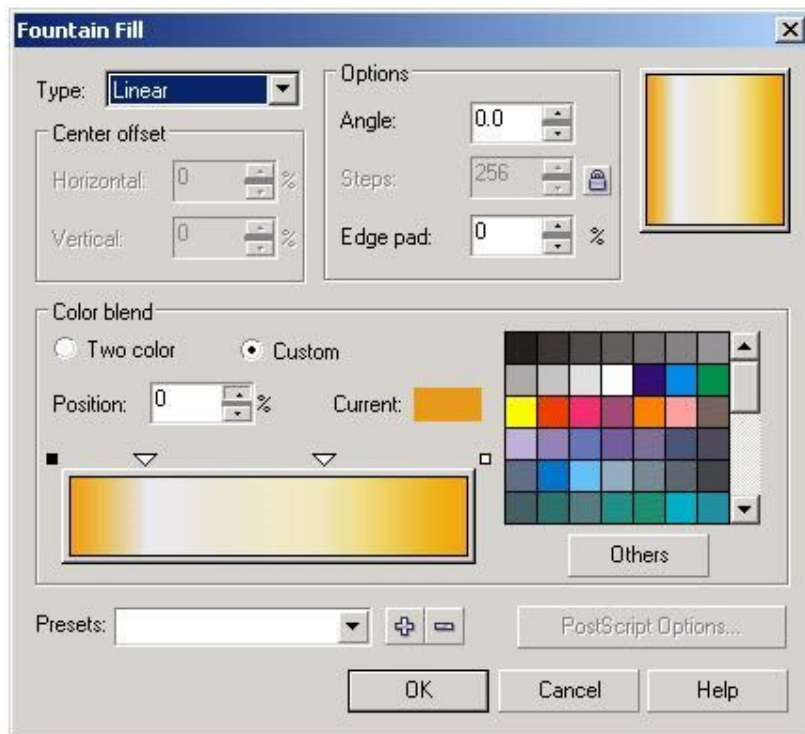 Fountain Fill
Type: Linear
Options
Angle: 0.0
Center offset
Horizontal: 0 %
Steps: 256
Vertical: 0 %
Edge pad: 0 %
Color blend
Two color Custom
Position: 0 % Current:
Others
Presets:
PostScript Options...
OK Cancel Help